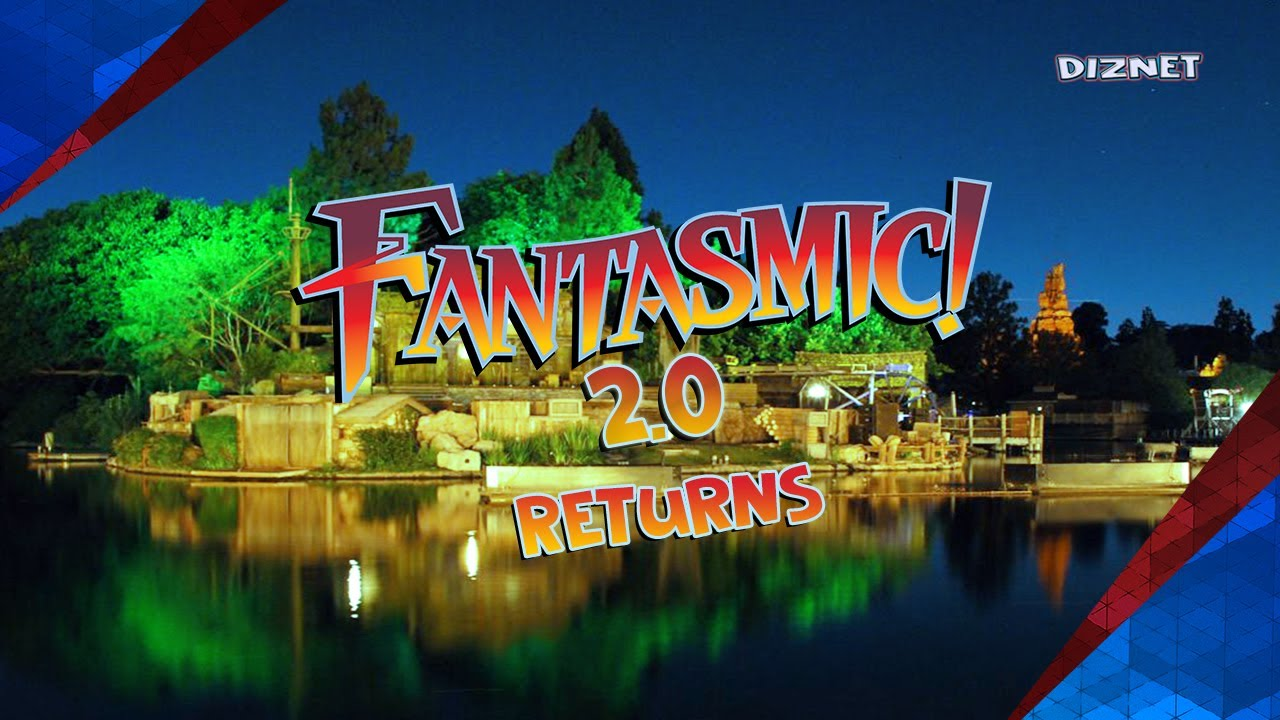 DIZNET
FANTASMIC!
2.0
RETURNS